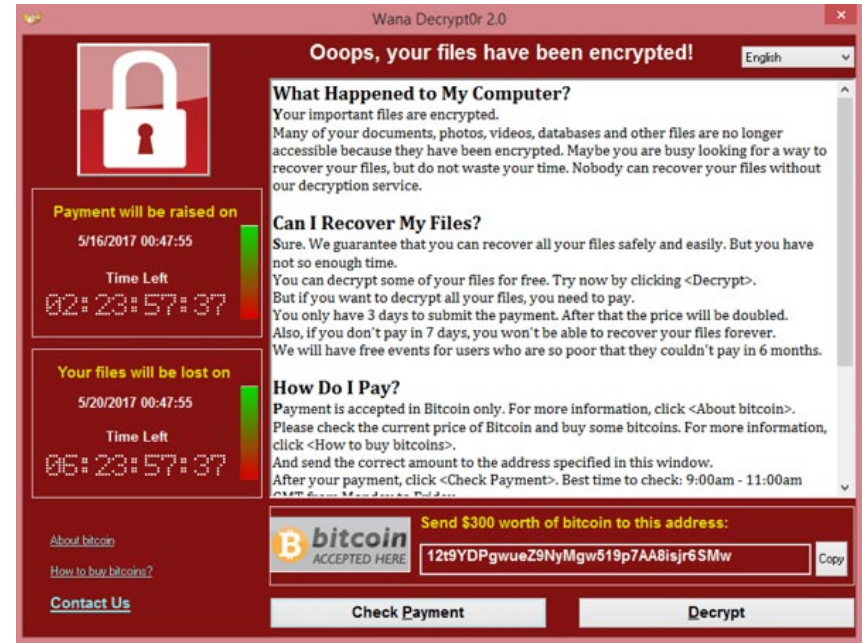 Wana Decrypt0r 2.0
Ooops, your files have been encrypted!
English
Payment will be raised on
5/16/2017 00:47:55
Time Left
02:23:57:37
Your files will be lost on
5/20/2017 00:47:55
Time Left
06:23:57:37
About bitcoin
How to buy bitcoins?
Contact Us
What Happened to My Computer?
Your important files are encrypted.
Many of your documents, photos, videos, databases and other files are no longer
accessible because they have been encrypted. Maybe you are busy looking for a way to
recover your files, but do not waste your time. Nobody can recover your files without
our decryption service.
Can I Recover My Files?
Sure. We guarantee that you can recover all your files safely and easily. But you have
not so enough time.
You can decrypt some of your files for free. Try now by clicking <Decrypt>.
But if you want to decrypt all your files, you need to pay.
You only have 3 days to submit the payment. After that the price will be doubled.
Also, if you don't pay in 7 days, you won't be able to recover your files forever.
We will have free events for users who are so poor that they couldn't pay in 6 months.
How Do I Pay?
Payment is accepted in Bitcoin only. For more information, click <About bitcoin>.
Please check the current price of Bitcoin and buy some bitcoins. For more information,
click <How to buy bitcoins>.
And send the correct amount to the address specified in this window.
After your payment, click <Check Payment>. Best time to check: 9:00am - 11:00am
GMT from Monday to Friday.
bitcoin
ACCEPTED HERE
Send $300 worth of bitcoin to this address:
12t9YDPgwueZ9NyMgw519p7AA8isjr6SMw
Copy
Check Payment
Decrypt